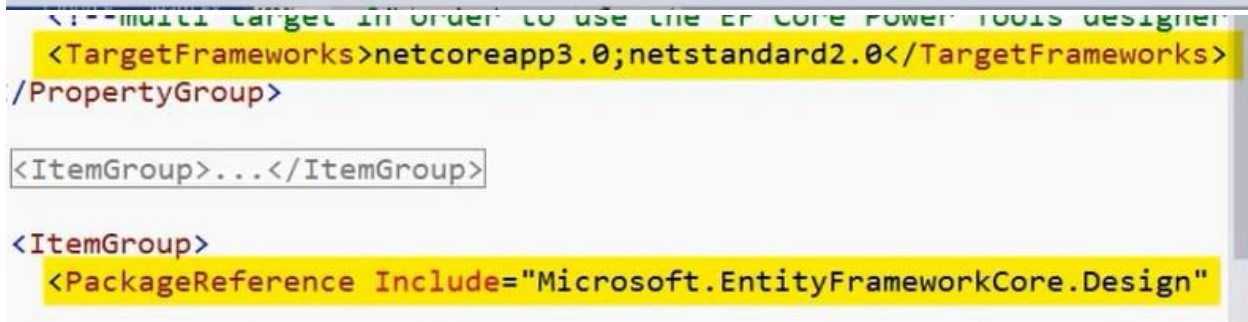 <!--multi target in order to use the EF Core Power Tools designer
<TargetFrameworks>netcoreapp3.0;netstandard2.0</TargetFrameworks>
/PropertyGroup>
<ItemGroup>...</ItemGroup>
<ItemGroup>
<PackageReference Include="Microsoft.EntityFrameworkCore.Design"